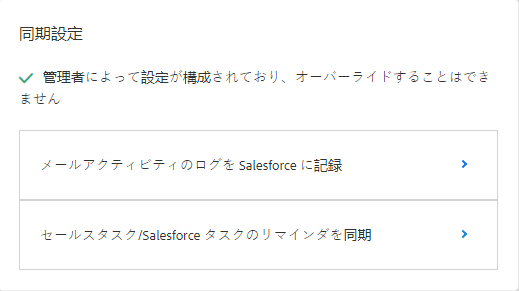 同期設定
管理者によって設定が構成されており、オーバーライドすることはでき
ません
メールアクティビティのログを Salesforce に記録
セールスタスク/Salesforce タスクのリマインダを同期